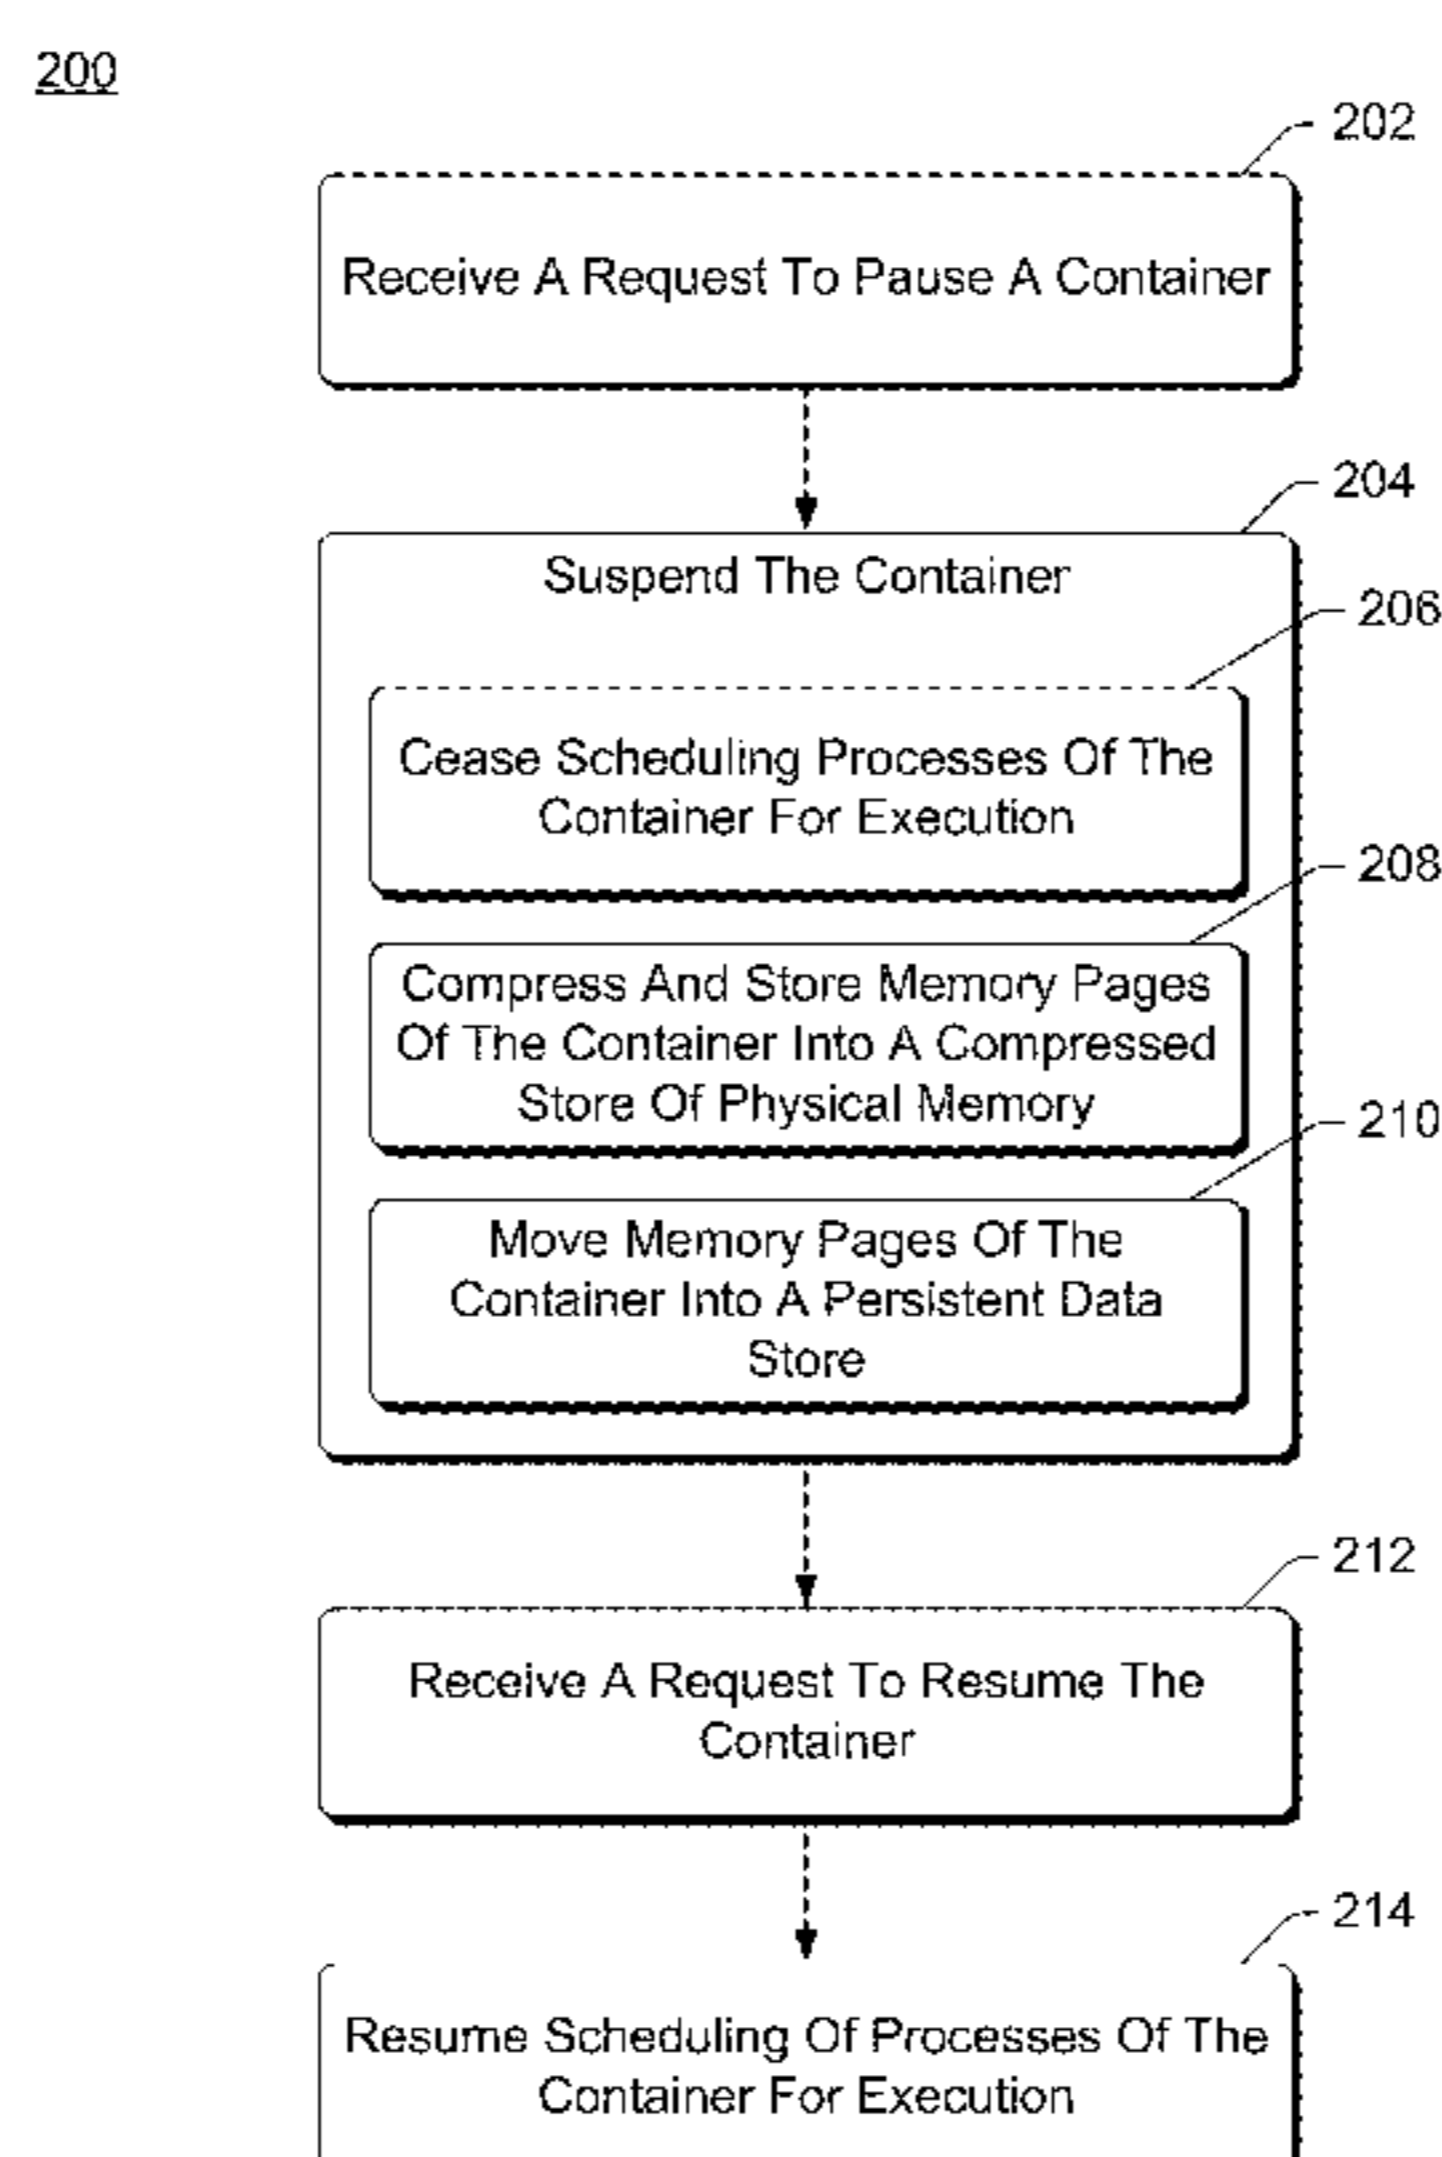 200
202
Receive A Request To Pause A Container
204
Suspend The Container
206
Cease Scheduling Processes Of The
Container For Execution
208
Compress And Store Memory Pages
Of The Container Into A Compressed
Store Of Physical Memory
210
Move Memory Pages Of The
Container Into A Persistent Data
Store
212
Receive A Request To Resume The
Container
214
Resume Scheduling Of Processes Of The
Container For Execution